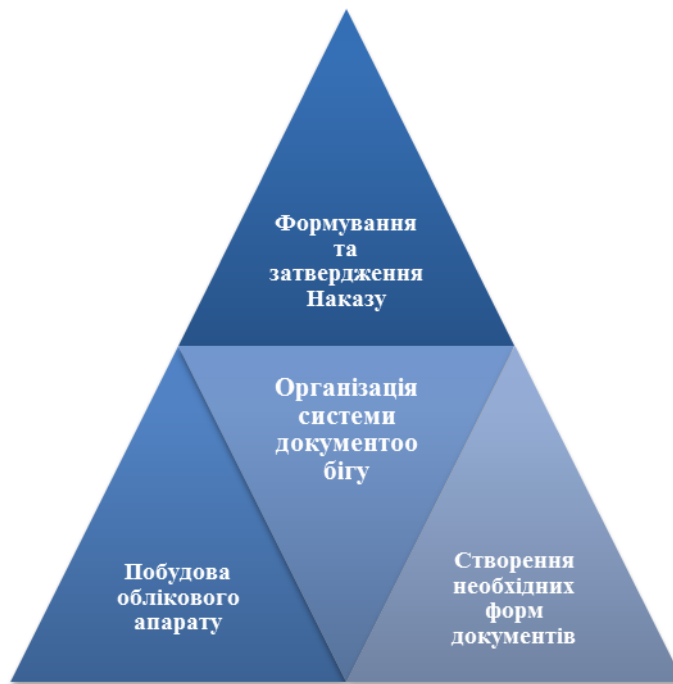 Формування
та
затвердження
Наказу
Організація
системи
документоо
бігу
Побудова
облікового
апарату
Створення
необхідних
форм
документів